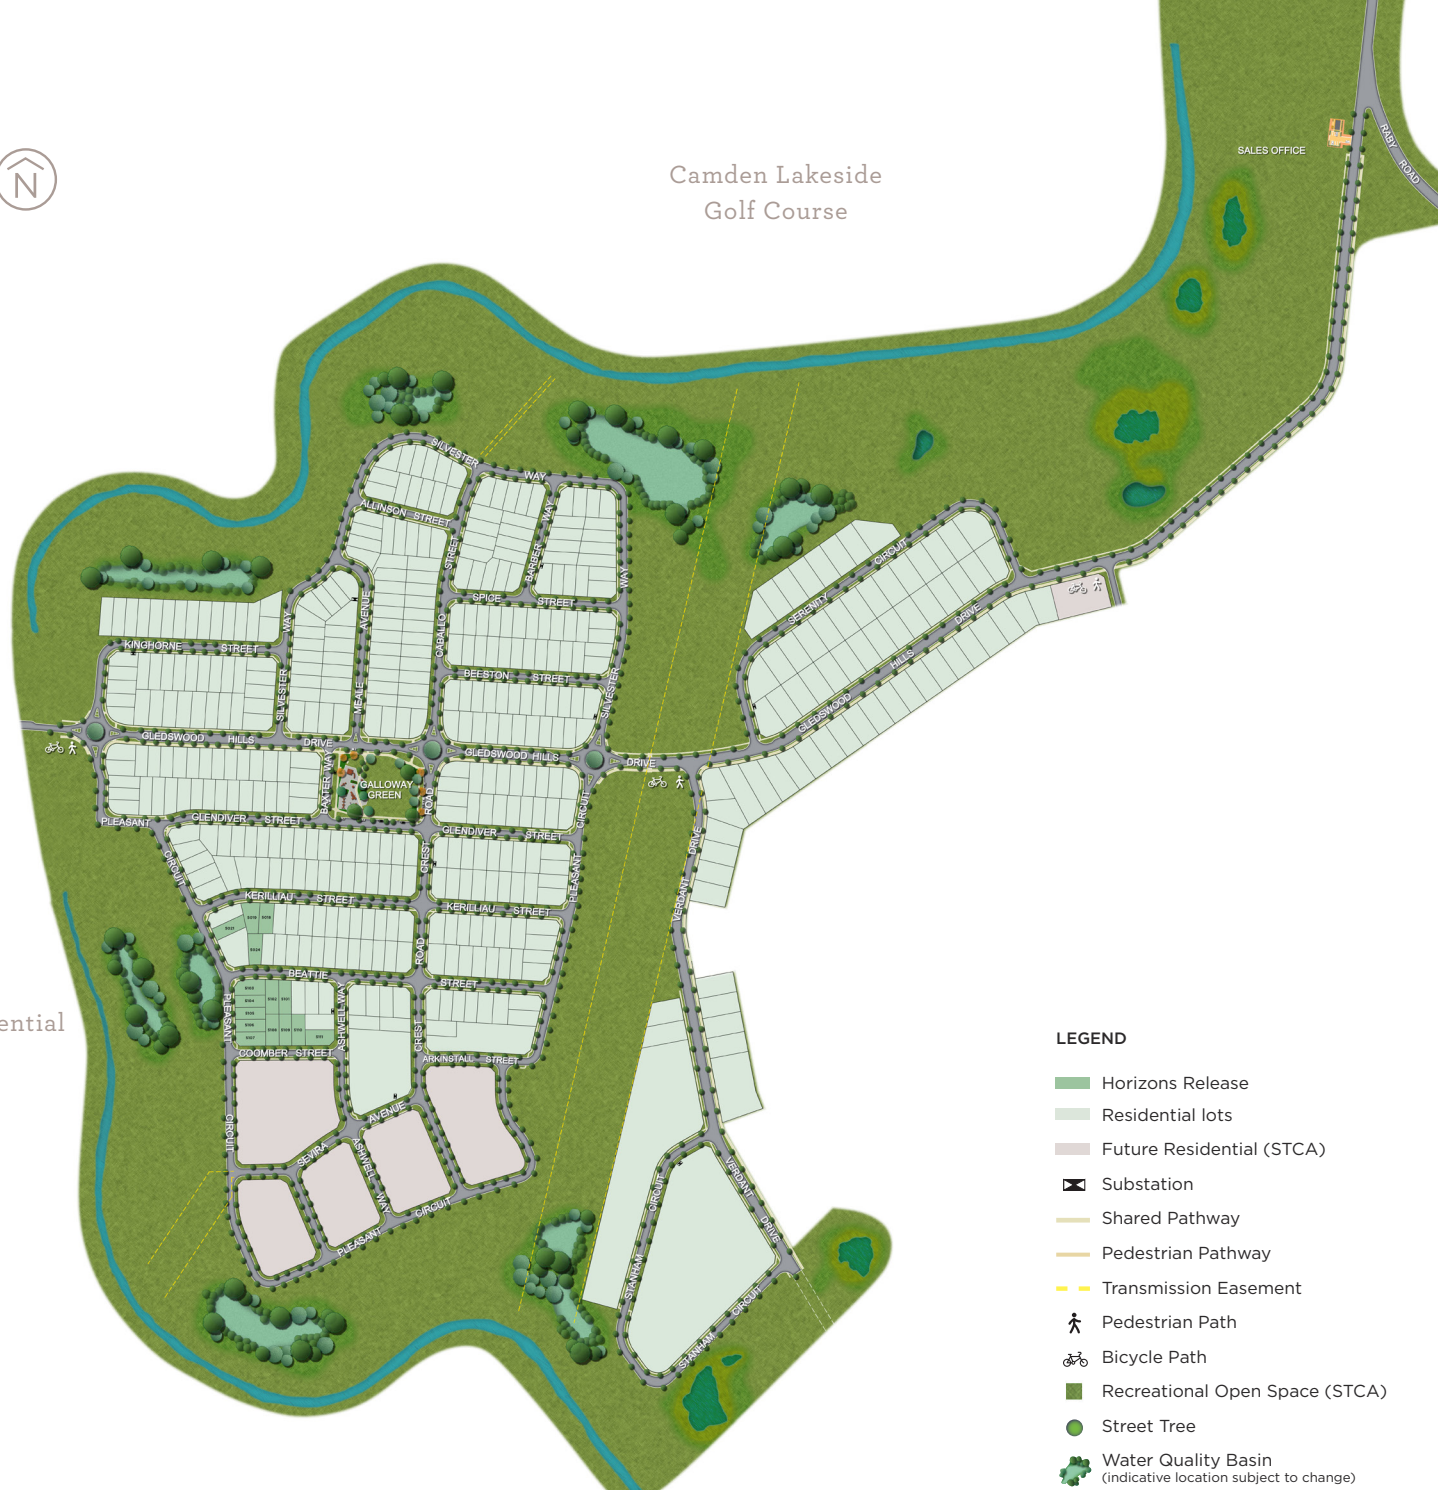 N
Camden Lakeside
Golf Course
SALES OFFICE
RABY ROAD
SILVESTER WAY
ALLINSON STREET
STREET
BARBER WAY
WAY
SPICE STREET
AVENUE
MEALE
CABALLO
KINGHORNE STREET
WAY
SILVESTER
BEESTON STREET
SILVESTER
SERENITY CIRCUIT
GLEDSWOOD HILLS DRIVE
GLEDSWOOD HILLS DRIVE
GLEDSWOOD HILLS DRIVE
BAXTER WAY
GALLOWAY
GREEN
ROAD
CIRCUIT
PLEASANT
GLENDIVER STREET
GLENDIVER STREET
CIRCUIT
CREST
PLEASANT
DRIVE
VERDANT
KERILLIAU STREET
KERILLIAU STREET
ROAD
BEATTIE STREET
PLEASANT
ASHWELL WAY
CREST
COOMBER STREET
ARKINSTALL STREET
ential
CIRCUIT
SEVIRA AVENUE
ASHWELL WAY
PLEASANT CIRCUIT
VERDANT DRIVE
CIRCUIT
STANHAM
STANHAM CIRCUIT
LEGEND
Horizons Release
Residential lots
Future Residential (STCA)
Substation
Shared Pathway
Pedestrian Pathway
Transmission Easement
Pedestrian Path
Bicycle Path
Recreational Open Space (STCA)
Street Tree
Water Quality Basin
(indicative location subject to change)